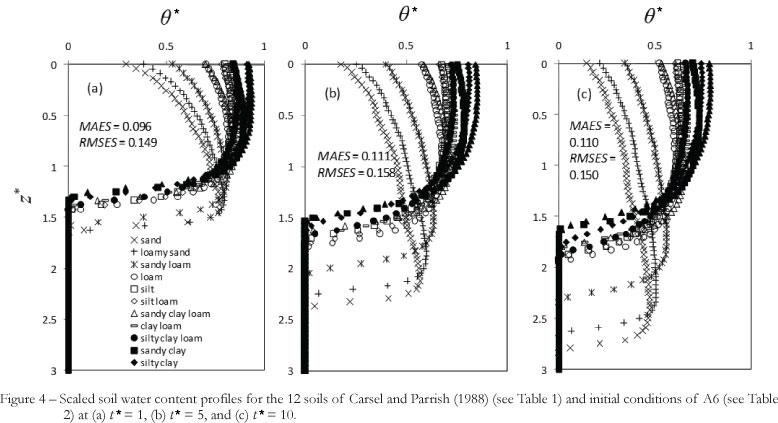 θ*
θ*
θ*
0
0.5
1
0
0.5
1
0
0.5
1
z*
0
0.5
1
1.5
2
2.5
3
(a)
MAES = 0.096
RMSES = 0.149
sand
loamy sand
sandy loam
loam
silt
silt loam
sandy clay loam
clay loam
silty clay loam
sandy clay
silty clay
0
0.5
1
1.5
2
2.5
3
(b)
MAES = 0.111
RMSES = 0.158
0
0.5
1
1.5
2
2.5
3
(c)
MAES =
0.110
RMSES =
0.150
Figure 4 – Scaled soil water content profiles for the 12 soils of Carsel and Parrish (1988) (see Table 1) and initial conditions of A6 (see Table
2) at (a) t* = 1, (b) t* = 5, and (c) t* = 10.